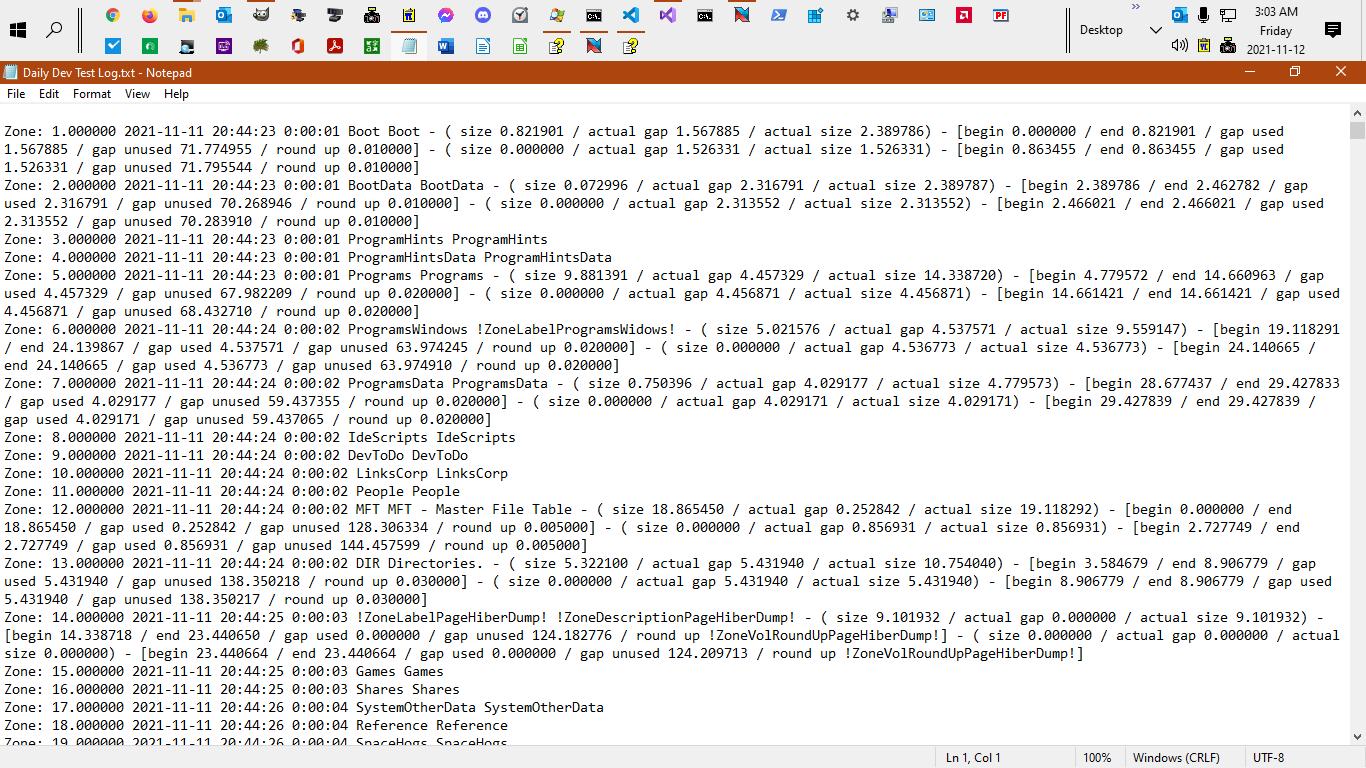 Desktop
»
3:03 AM
Friday
2021-11-12
PF
Daily Dev Test Log.txt - Notepad
File Edit Format View Help
Zone: 1.000000 2021-11-11 20:44:23 0:00:01 Boot Boot - ( size 0.821901 / actual gap 1.567885 / actual size 2.389786) - [begin 0.000000 / end 0.821901 / gap used
1.567885 / gap unused 71.774955 / round up 0.010000] - ( size 0.000000 / actual gap 1.526331 / actual size 1.526331) - [begin 0.863455 / end 0.863455 / gap used
1.526331 / gap unused 71.795544 / round up 0.010000]
Zone: 2.000000 2021-11-11 20:44:23 0:00:01 BootData BootData - ( size 0.072996 / actual gap 2.316791 / actual size 2.389787) - [begin 2.389786 / end 2.462782 / gap
used 2.316791 / gap unused 70.268946 / round up 0.010000] - ( size 0.000000 / actual gap 2.313552 / actual size 2.313552) - [begin 2.466021 / end 2.466021 / gap used
2.313552 / gap unused 70.283910 / round up 0.010000]
Zone: 3.000000 2021-11-11 20:44:23 0:00:01 ProgramHints ProgramHints
Zone: 4.000000 2021-11-11 20:44:23 0:00:01 ProgramHintsData ProgramHintsData
Zone: 5.000000 2021-11-11 20:44:23 0:00:01 Programs Programs - ( size 9.881391 / actual gap 4.457329 / actual size 14.338720) - [begin 4.779572 / end 14.660963 / gap
used 4.457329 / gap unused 67.982209 / round up 0.020000] - ( size 0.000000 / actual gap 4.456871 / actual size 4.456871) - [begin 14.661421 / end 14.661421 / gap used
4.456871 / gap unused 68.432710 / round up 0.020000]
Zone: 6.000000 2021-11-11 20:44:24 0:00:02 ProgramsWindows !ZoneLabelProgramsWidows! - ( size 5.021576 / actual gap 4.537571 / actual size 9.559147) - [begin 19.118291
/ end 24.139867 / gap used 4.537571 / gap unused 63.974245 / round up 0.020000] - ( size 0.000000 / actual gap 4.536773 / actual size 4.536773) - [begin 24.140665 /
end 24.140665 / gap used 4.536773 / gap unused 63.974910 / round up 0.020000]
Zone: 7.000000 2021-11-11 20:44:24 0:00:02 ProgramsData ProgramsData - ( size 0.750396 / actual gap 4.029177 / actual size 4.779573) - [begin 28.677437 / end 29.427833
/ gap used 4.029177 / gap unused 59.437355 / round up 0.020000] - ( size 0.000000 / actual gap 4.029171 / actual size 4.029171) - [begin 29.427839 / end 29.427839 /
gap used 4.029171 / gap unused 59.437065 / round up 0.020000]
Zone: 8.000000 2021-11-11 20:44:24 0:00:02 IdeScripts IdeScripts
Zone: 9.000000 2021-11-11 20:44:24 0:00:02 DevToDo DevToDo
Zone: 10.000000 2021-11-11 20:44:24 0:00:02 LinksCorp LinksCorp
Zone: 11.000000 2021-11-11 20:44:24 0:00:02 People People
Zone: 12.000000 2021-11-11 20:44:24 0:00:02 MFT MFT - Master File Table - ( size 18.865450 / actual gap 0.252842 / actual size 19.118292) - [begin 0.000000 / end
18.865450 / gap used 0.252842 / gap unused 128.306334 / round up 0.005000] - ( size 0.000000 / actual gap 0.856931 / actual size 0.856931) - [begin 2.727749 / end
2.727749 / gap used 0.856931 / gap unused 144.457599 / round up 0.005000]
Zone: 13.000000 2021-11-11 20:44:24 0:00:02 DIR Directories. - ( size 5.322100 / actual gap 5.431940 / actual size 10.754040) - [begin 3.584679 / end 8.906779 / gap
used 5.431940 / gap unused 138.350218 / round up 0.030000] - ( size 0.000000 / actual gap 5.431940 / actual size 5.431940) - [begin 8.906779 / end 8.906779 / gap used
5.431940 / gap unused 138.350217 / round up 0.030000]
Zone: 14.000000 2021-11-11 20:44:25 0:00:03 !ZoneLabelPageHiberDump! !ZoneDescriptionPageHiberDump! - ( size 9.101932 / actual gap 0.000000 / actual size 9.101932) -
[begin 14.338718 / end 23.440650 / gap used 0.000000 / gap unused 124.182776 / round up !ZoneVolRoundUpPageHiberDump!] - ( size 0.000000 / actual gap 0.000000 / actual
size 0.000000) - [begin 23.440664 / end 23.440664 / gap used 0.000000 / gap unused 124.209713 / round up !ZoneVolRoundUpPageHiberDump!]
Zone: 15.000000 2021-11-11 20:44:25 0:00:03 Games Games
Zone: 16.000000 2021-11-11 20:44:25 0:00:03 Shares Shares
Zone: 17.000000 2021-11-11 20:44:26 0:00:04 SystemOtherData SystemOtherData
Zone: 18.000000 2021-11-11 20:44:26 0:00:04 Reference Reference
Zone: 19.000000 2021-11-11 20:44:26 0:00:04 SpaceHogs SpaceHogs
Ln 1, Col 1 100% Windows (CRLF) UTF-8